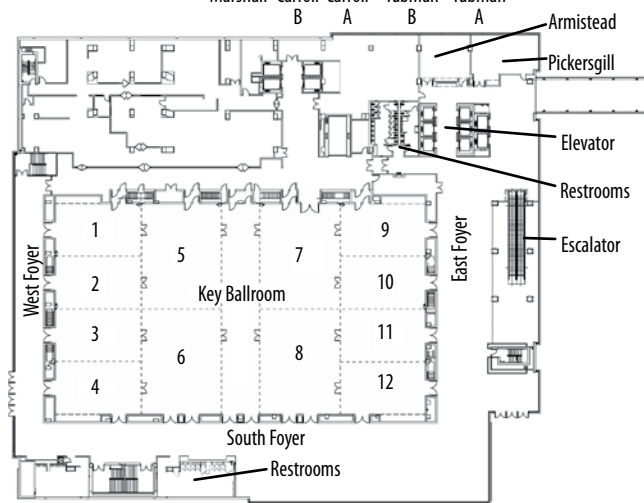 Marshall Carroll Carroll Tubman Tubman
B A B A
Armistead
Pickersgill
Elevator
Restrooms
Escalator
West Foyer
East Foyer
1 5 7 9
2 10
Key Ballroom
3 11
6 8
4 12
South Foyer
Restrooms